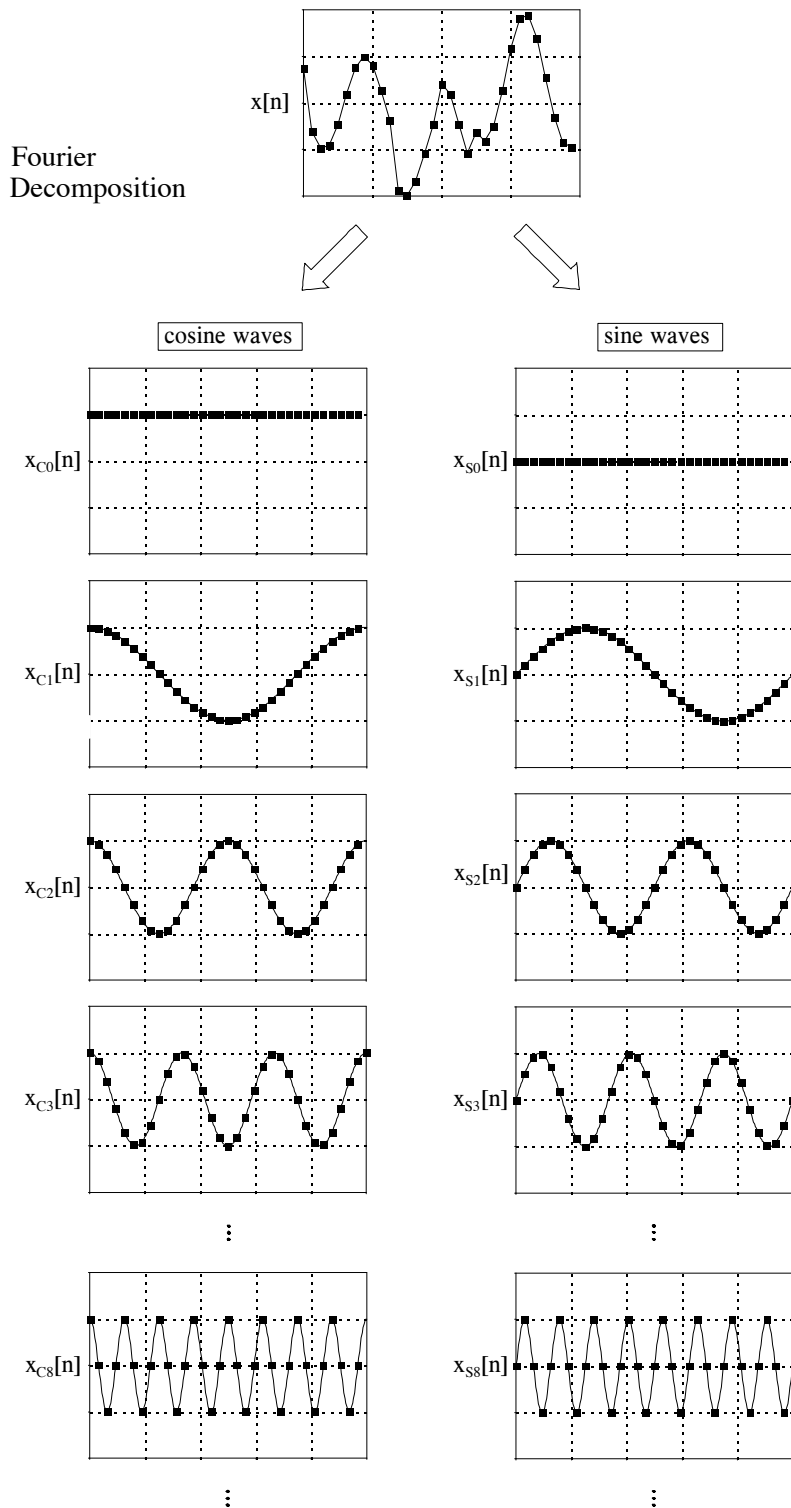 x[n]
Fourier
Decomposition
cosine waves
sine waves
xC0[n]
xS0[n]
xC1[n]
xS1[n]
xC2[n]
xS2[n]
xC3[n]
xS3[n]
xC8[n]
xS8[n]